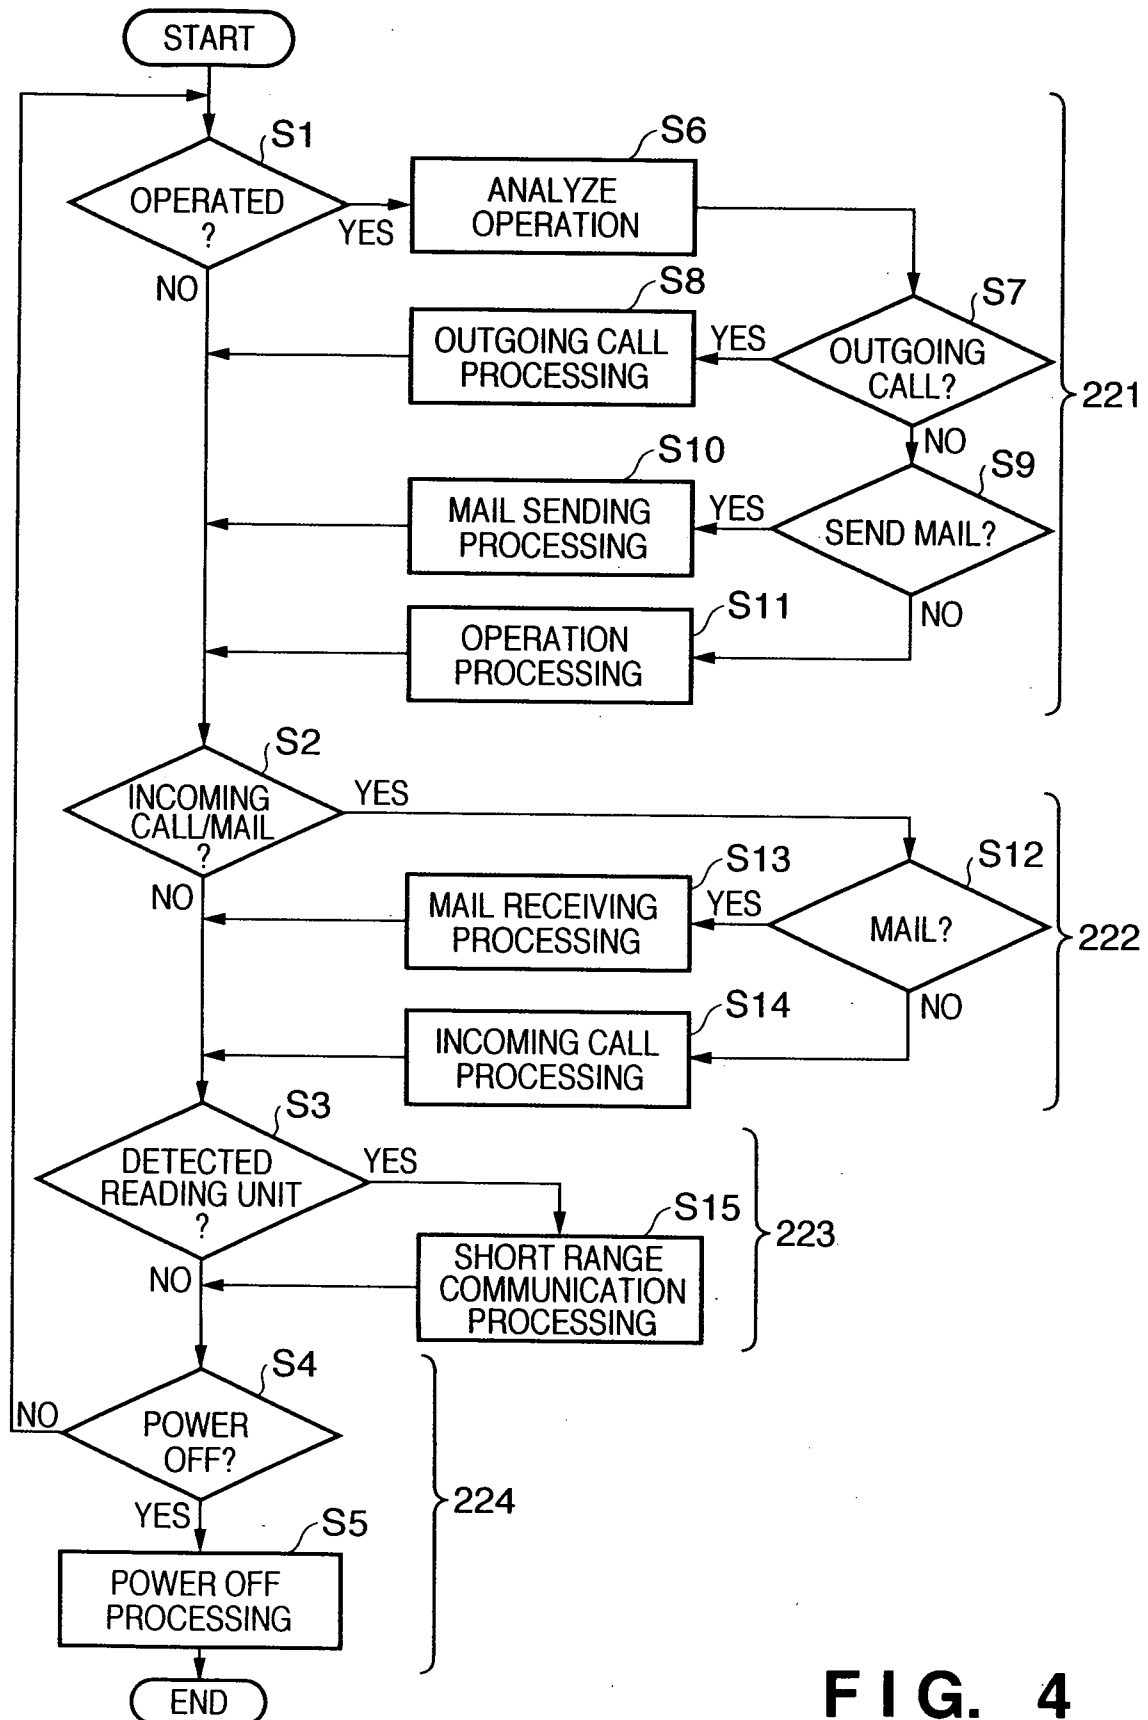 START
S1
OPERATED
?
YES
NO
S6
ANALYZE
OPERATION
S7
OUTGOING
CALL?
YES
NO
S8
OUTGOING CALL
PROCESSING
S9
SEND MAIL?
YES
NO
S10
MAIL SENDING
PROCESSING
S11
OPERATION
PROCESSING
221
S2
INCOMING
CALL/MAIL
?
YES
NO
S12
MAIL?
YES
NO
S13
MAIL RECEIVING
PROCESSING
S14
INCOMING CALL
PROCESSING
222
S3
DETECTED
READING UNIT
?
YES
NO
S15
SHORT RANGE
COMMUNICATION
PROCESSING
223
S4
POWER
OFF?
NO
YES
S5
POWER OFF
PROCESSING
224
END
FIG. 4